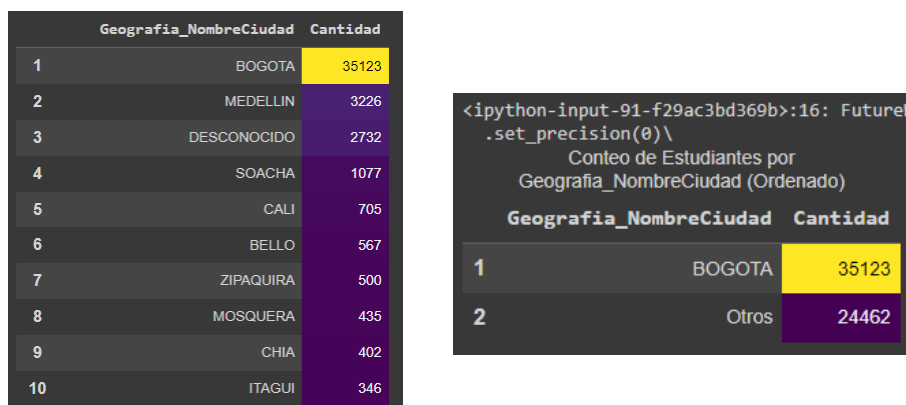 Geografia_NombreCiudad Cantidad
1 BOGOTA 35123
2 MEDELLIN 3226
3 DESCONOCIDO 2732
4 SOACHA 1077
5 CALI 705
6 BELLO 567
7 ZIPAQUIRA 500
8 MOSQUERA 435
9 CHIA 402
10 ITAGUI 346
<ipython-input-91-f29ac3bd369b>:16: Future
.set_precision(0)\
Conteo de Estudiantes por
Geografia_NombreCiudad (Ordenado)
Geografia_NombreCiudad Cantidad
1 BOGOTA 35123
2 Otros 24462